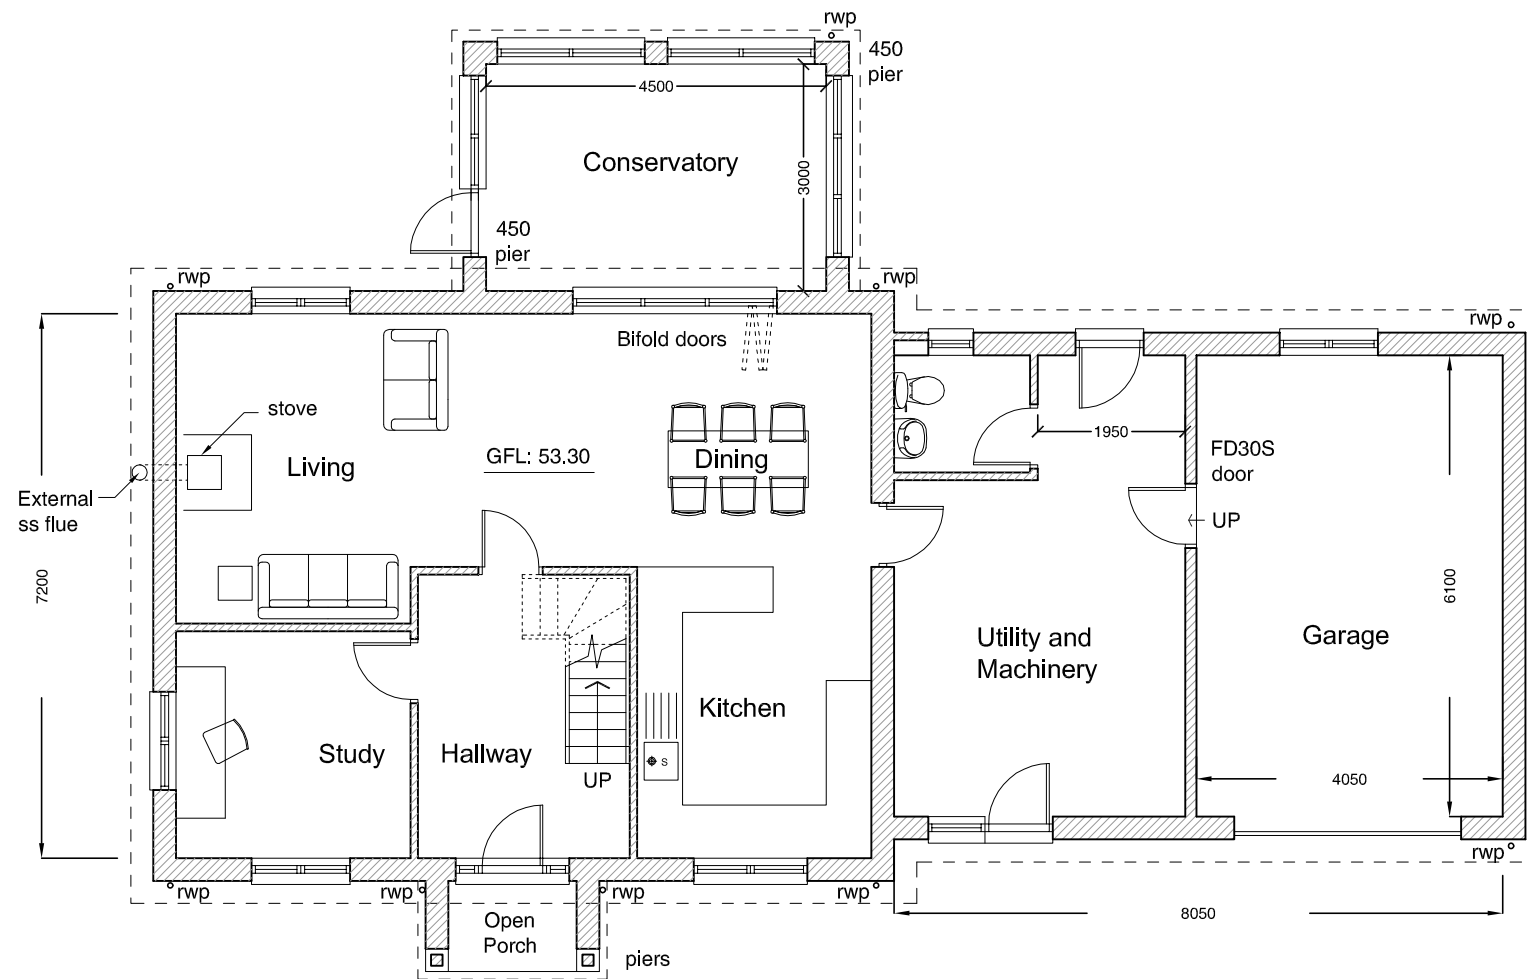 rwp
450
pier
4500
Conservatory
3000
450
pier
rwp
rwp
rwp
Bifold doors
stove
Living
GFL: 53.30
Dining
1950
FD30S
door
External
ss flue
UP
7200
6100
Utility and
Machinery
Garage
Kitchen
Study
Hallway
S
UP
4050
rwp
rwp
rwp
rwp
rwp
Open
Porch
8050
piers